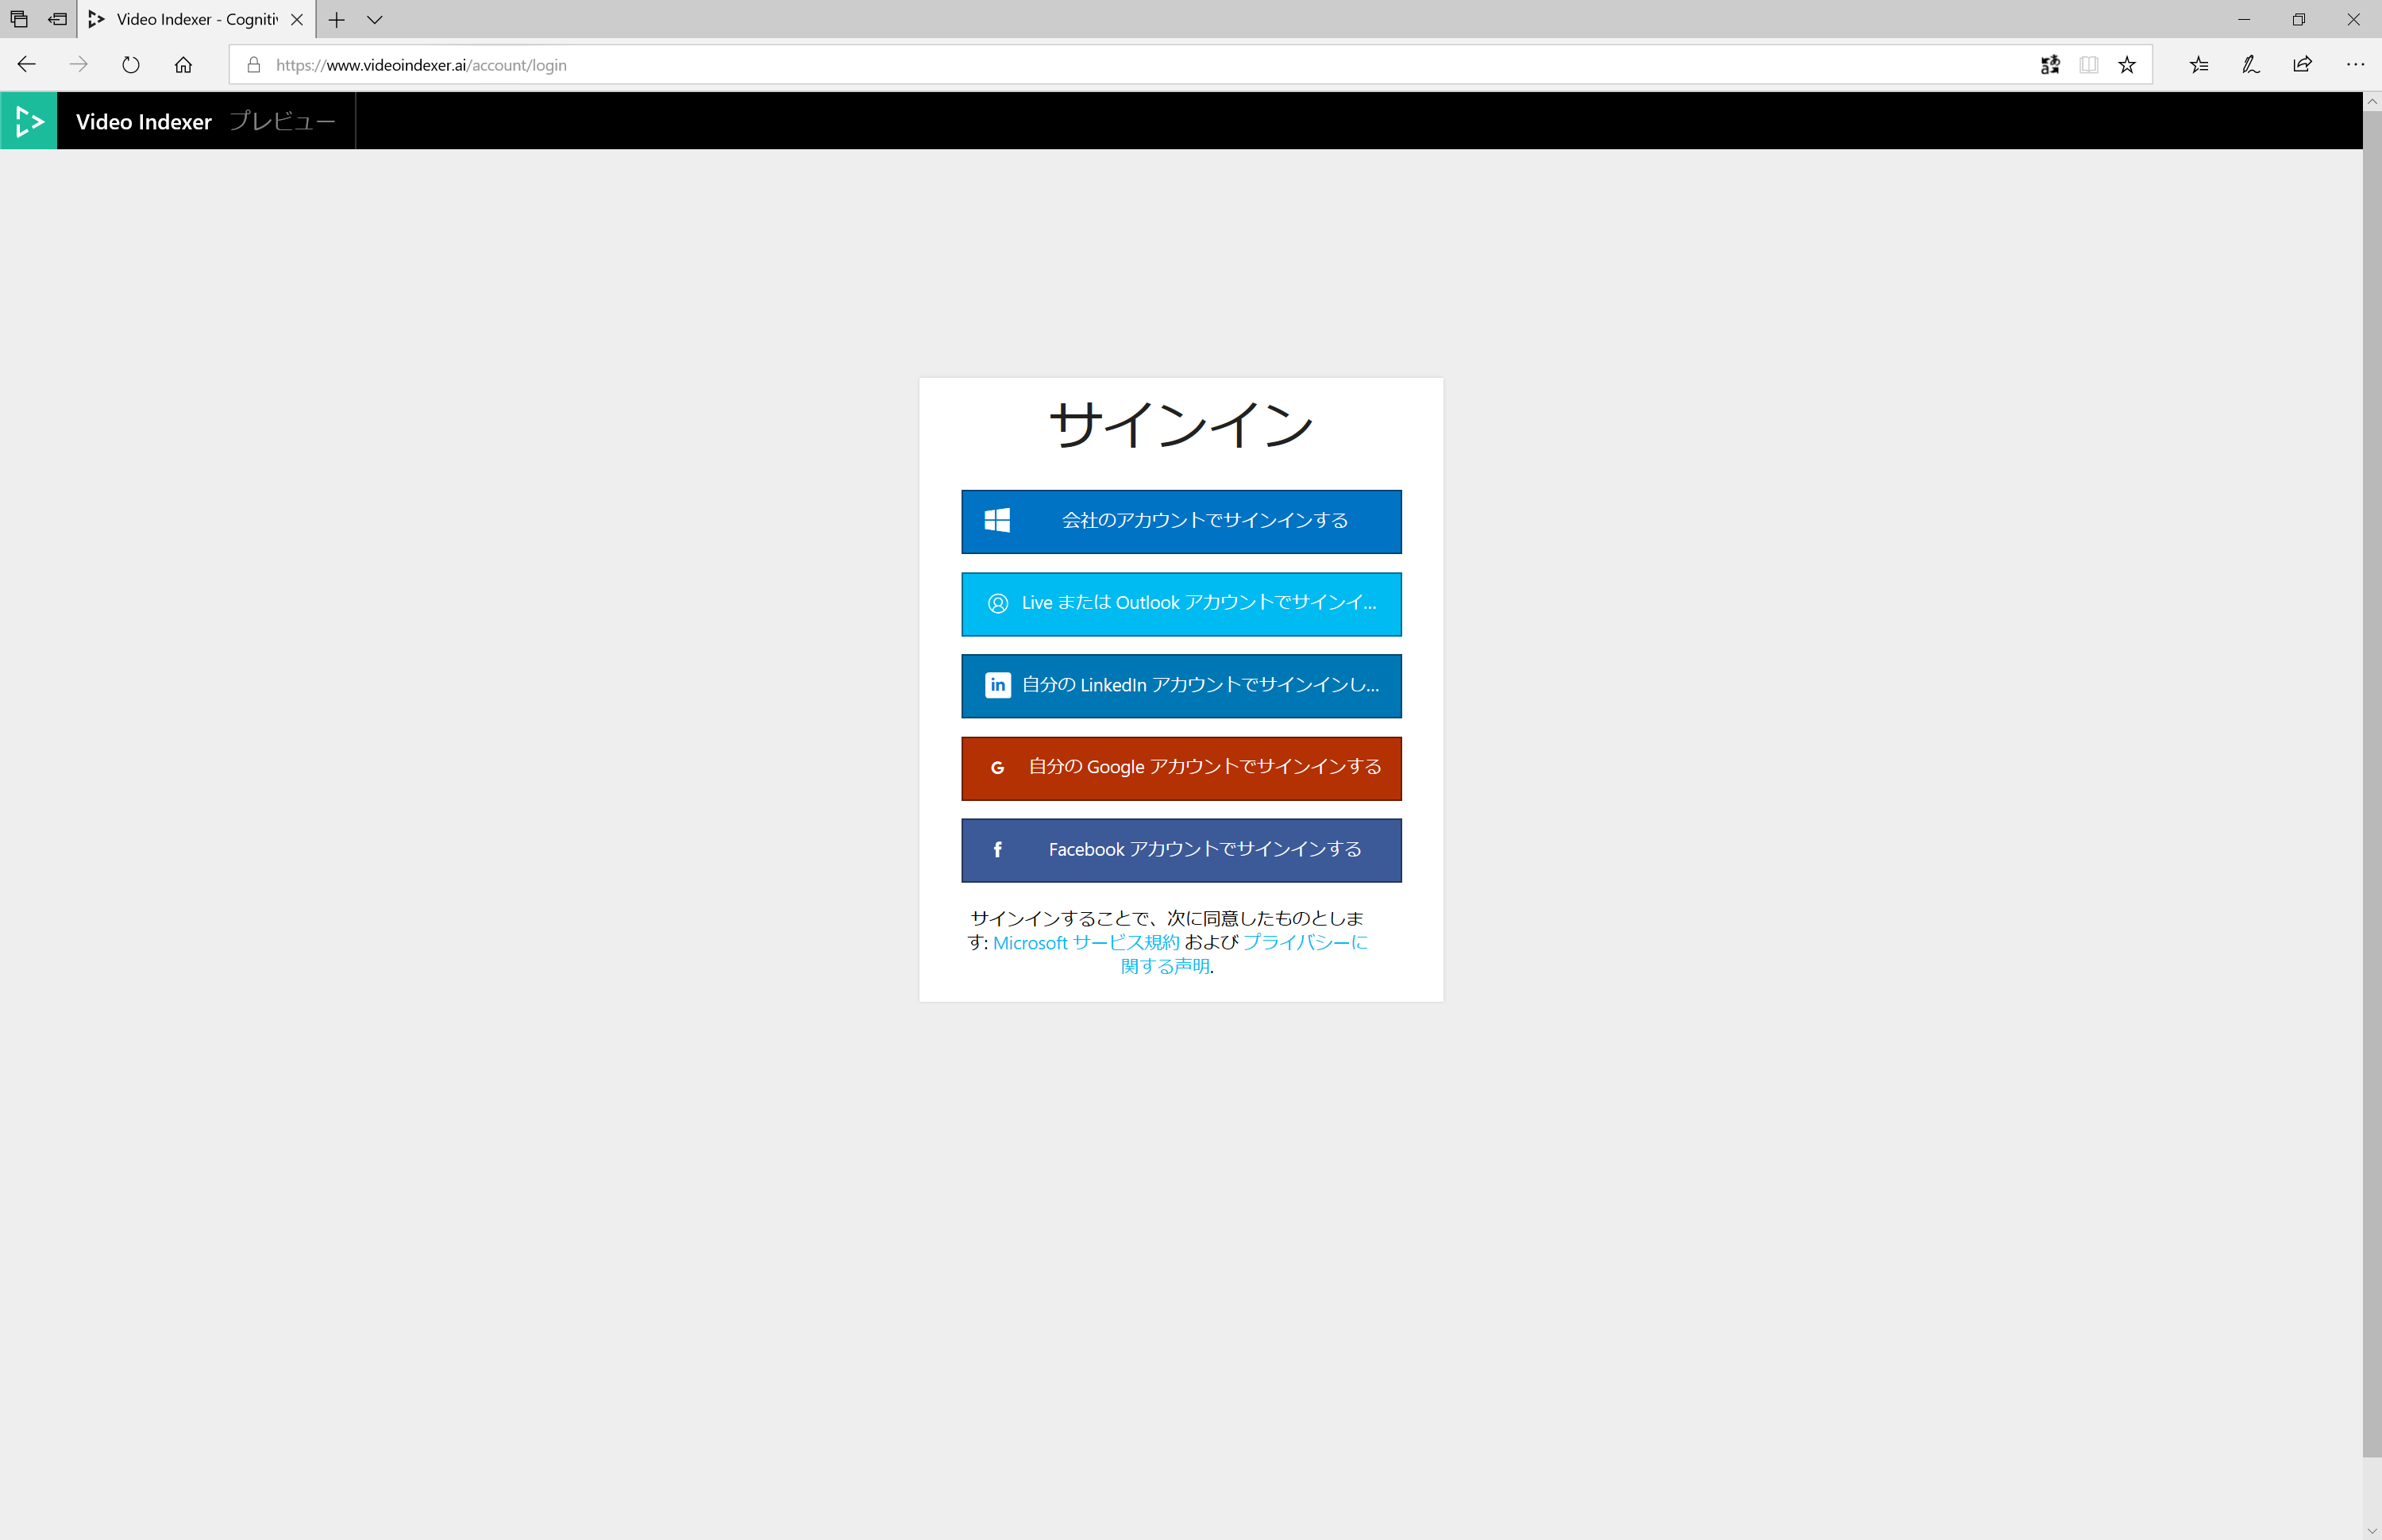 Video Indexer - Cogniti
https://www.videoindexer.ai/account/login
Video Indexer プレビュー
サインイン
会社のアカウントでサインインする
Live または Outlook アカウントでサインイ...
in 自分の LinkedIn アカウントでサインインし...
G 自分の Google アカウントでサインインする
f Facebook アカウントでサインインする
サインインすることで、次に同意したものとしま
す: Microsoft サービス規約 および プライバシーに
関する声明.